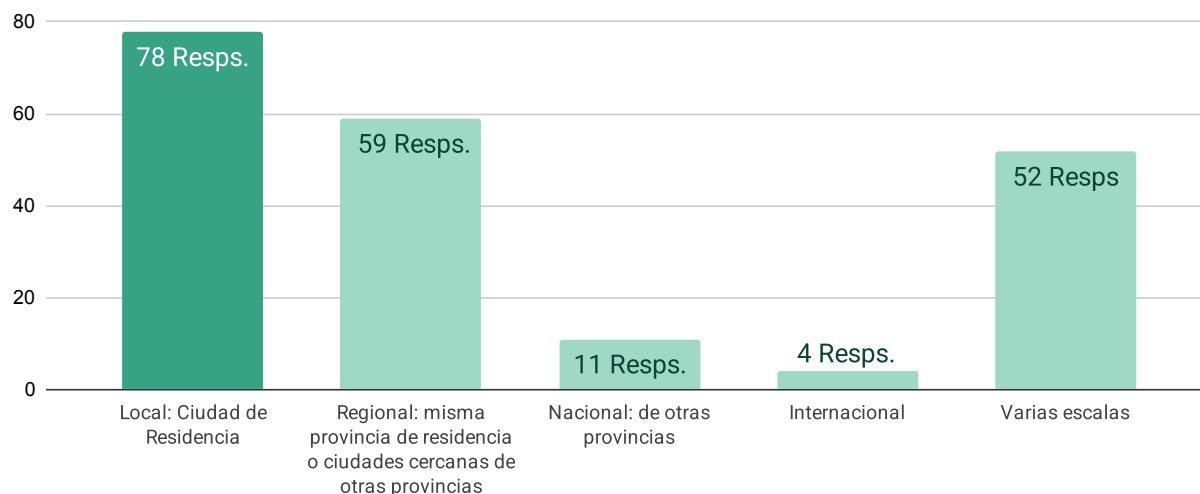 80
78 Resps.
60
59 Resps.
52 Resps
40
20
11 Resps.
4 Resps.
0
Local: Ciudad de
Residencia
Regional: misma
provincia de residencia
o ciudades cercanas de
otras provincias
Nacional: de otras
provincias
Internacional
Varias escalas